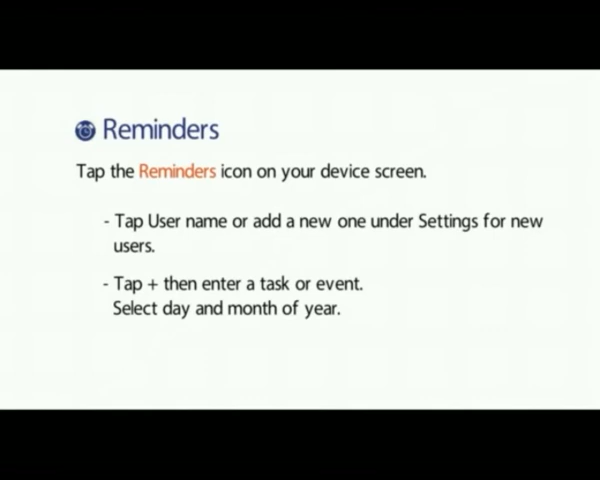 Reminders
Tap the Reminders icon on your device screen.
- Tap User name or add a new one under Settings for new
users.
- Tap + then enter a task or event.
Select day and month of year.